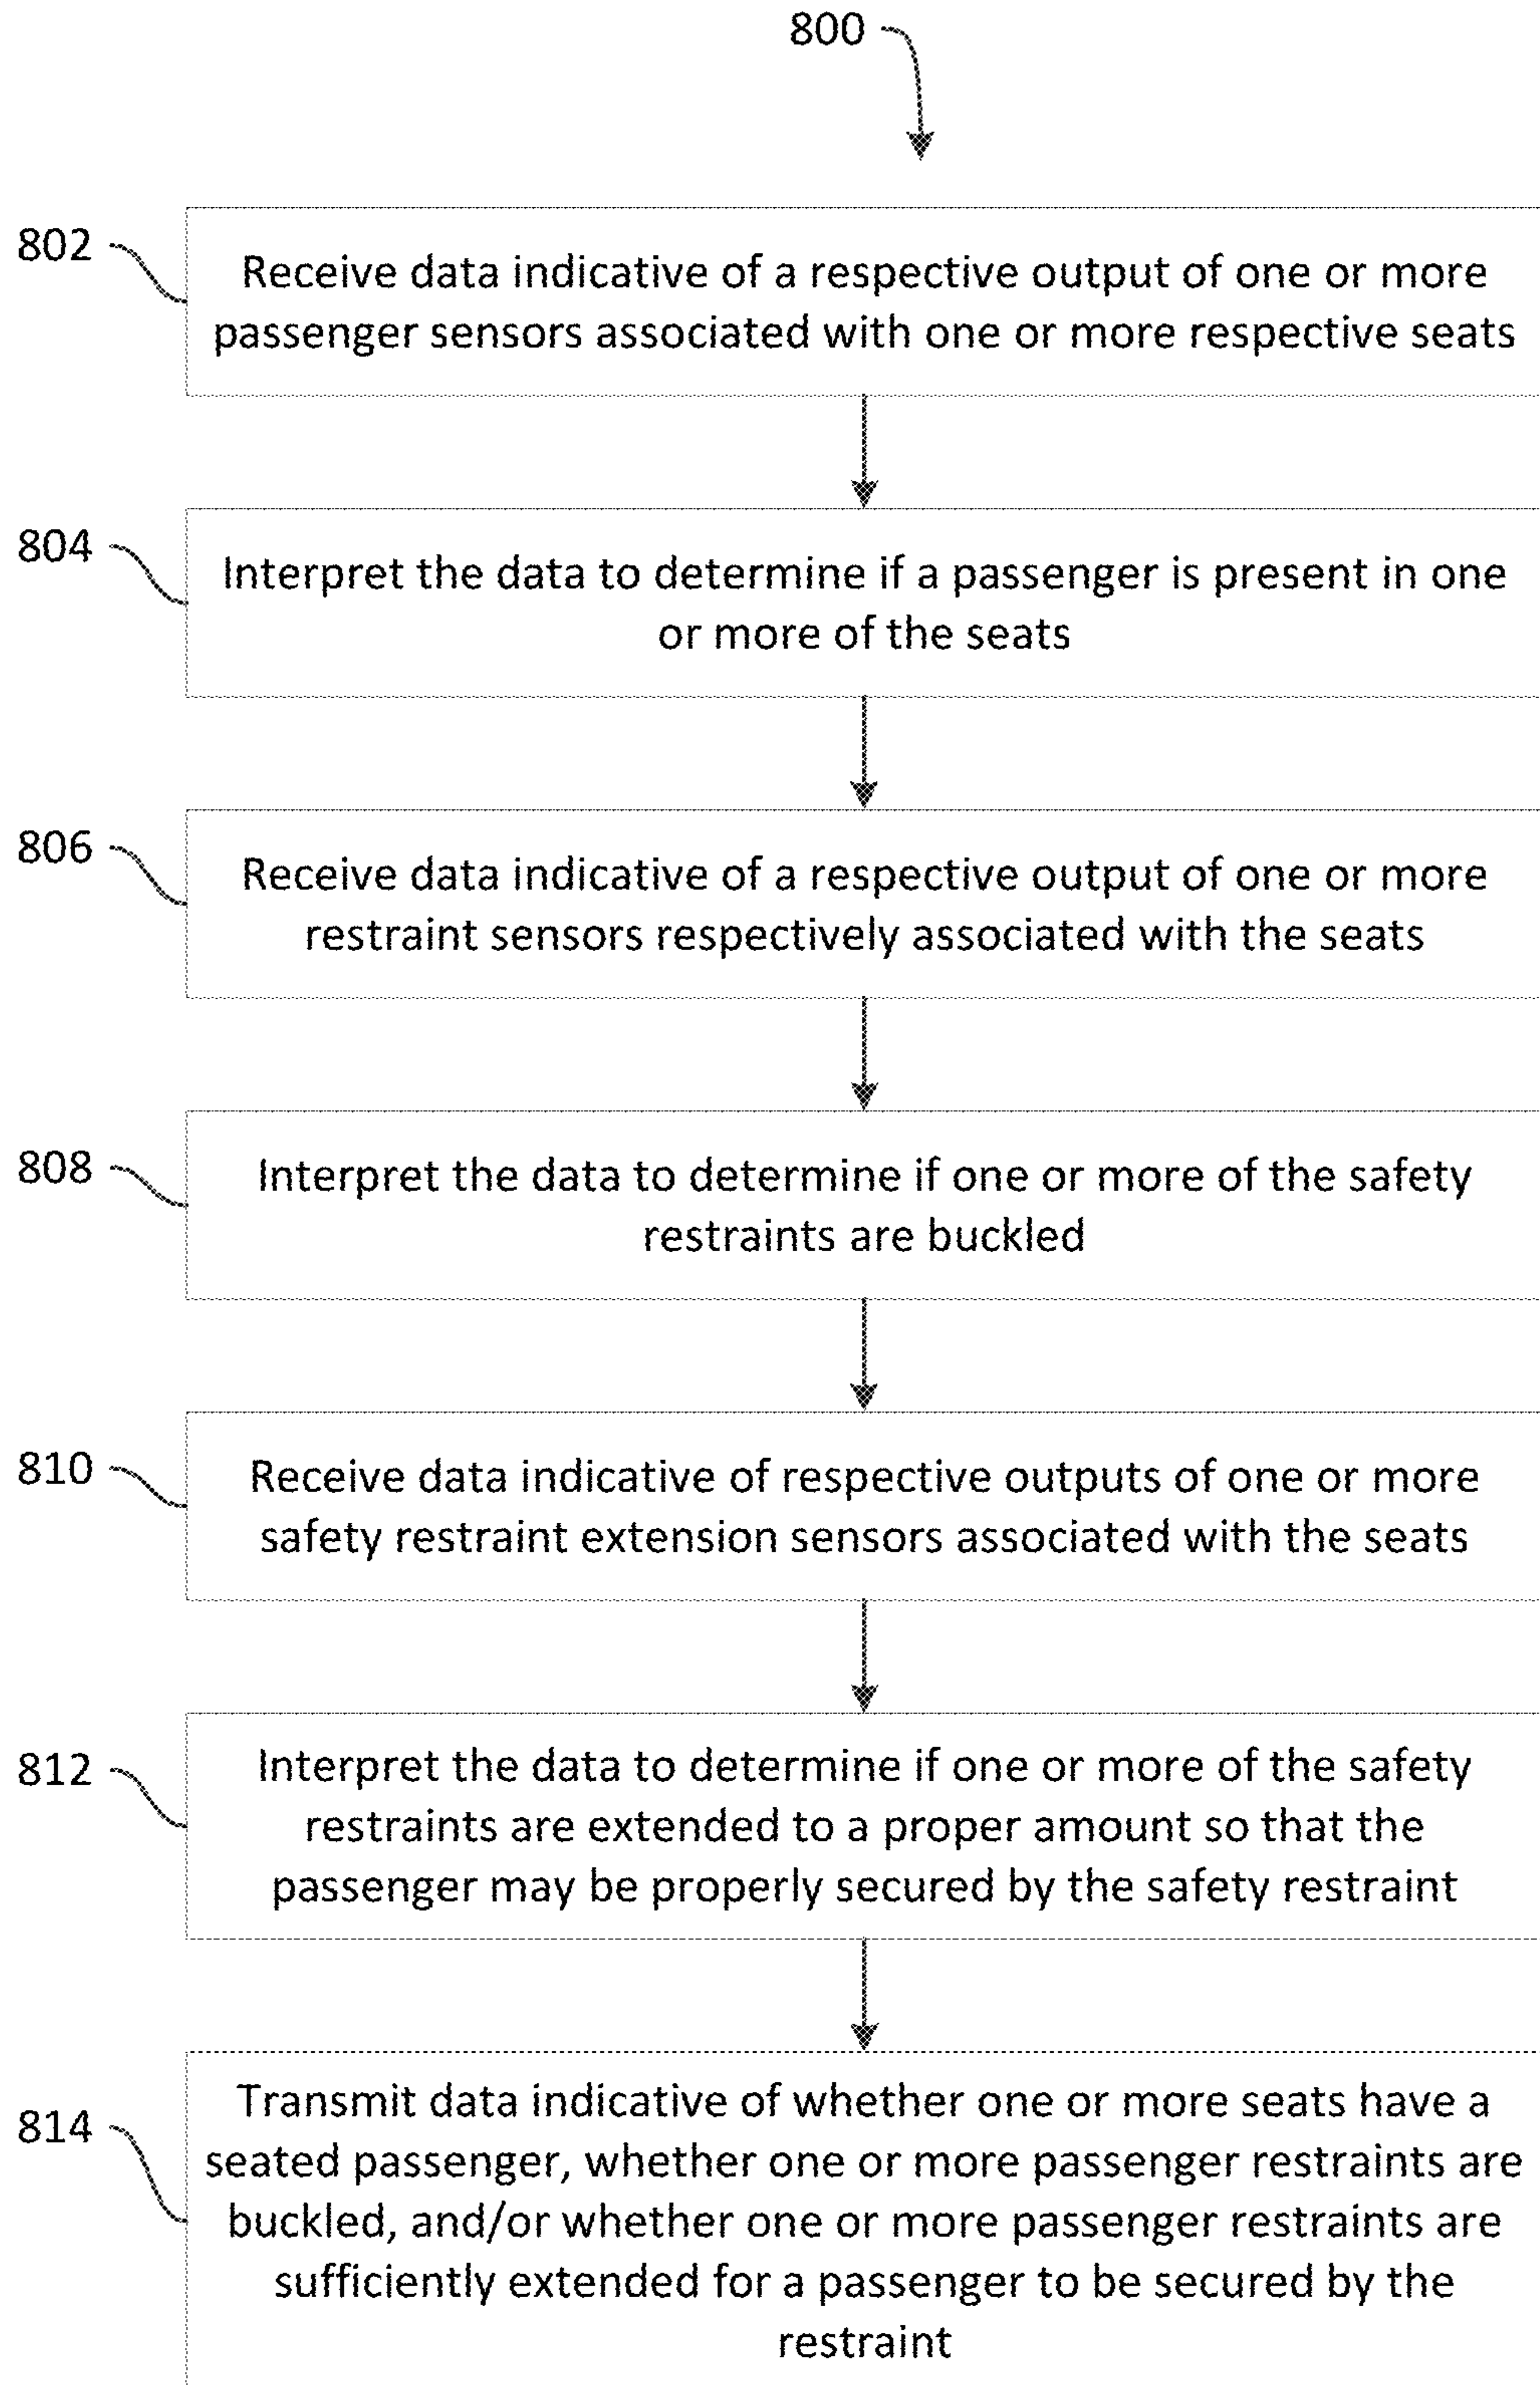 800
802
Receive data indicative of a respective output of one or more
passenger sensors associated with one or more respective seats
804
Interpret the data to determine if a passenger is present in one
or more of the seats
806
Receive data indicative of a respective output of one or more
restraint sensors respectively associated with the seats
808
Interpret the data to determine if one or more of the safety
restraints are buckled
810
Receive data indicative of respective outputs of one or more
safety restraint extension sensors associated with the seats
812
Interpret the data to determine if one or more of the safety
restraints are extended to a proper amount so that the
passenger may be properly secured by the safety restraint
814
Transmit data indicative of whether one or more seats have a
seated passenger, whether one or more passenger restraints are
buckled, and/or whether one or more passenger restraints are
sufficiently extended for a passenger to be secured by the
restraint